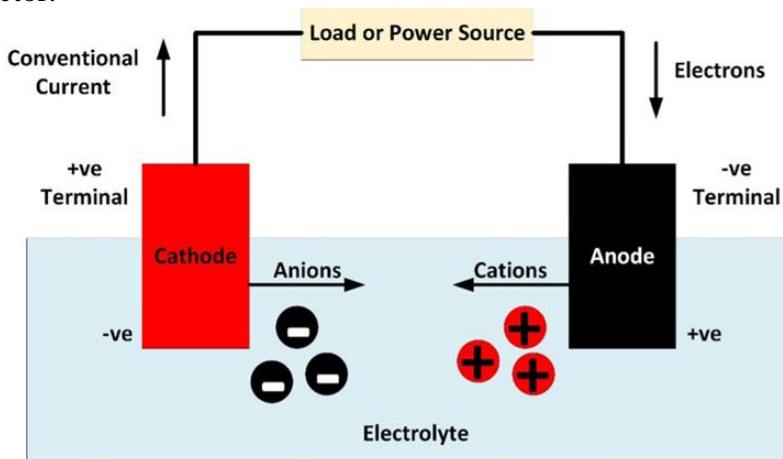 Load or Power Source
Conventional
Current
Electrons
+ve
Terminal
-ve
Terminal
Cathode
Anions
Cations
Anode
-ve
+ve
Electrolyte